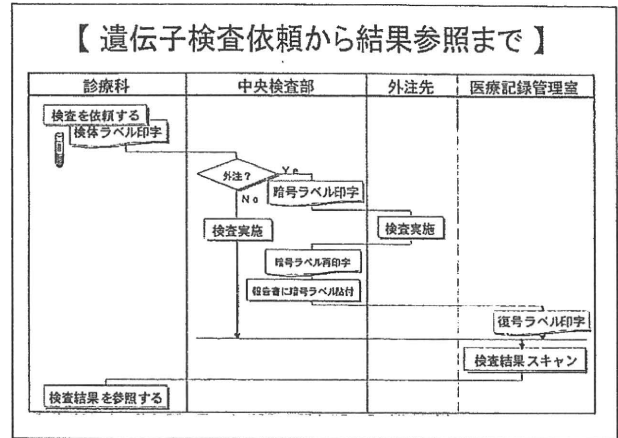 【 遺伝子検査依頼から結果参照まで 】
診療科
中央検査部
外注先
医療記録管理室
検査を依頼する
検体ラベル印字
外注?
Ye
No
暗号ラベル印字
検査実施
検査実施
暗号ラベル再印字
報告書に暗号ラベル貼付
復号ラベル印字
検査結果スキャン
検査結果を参照する